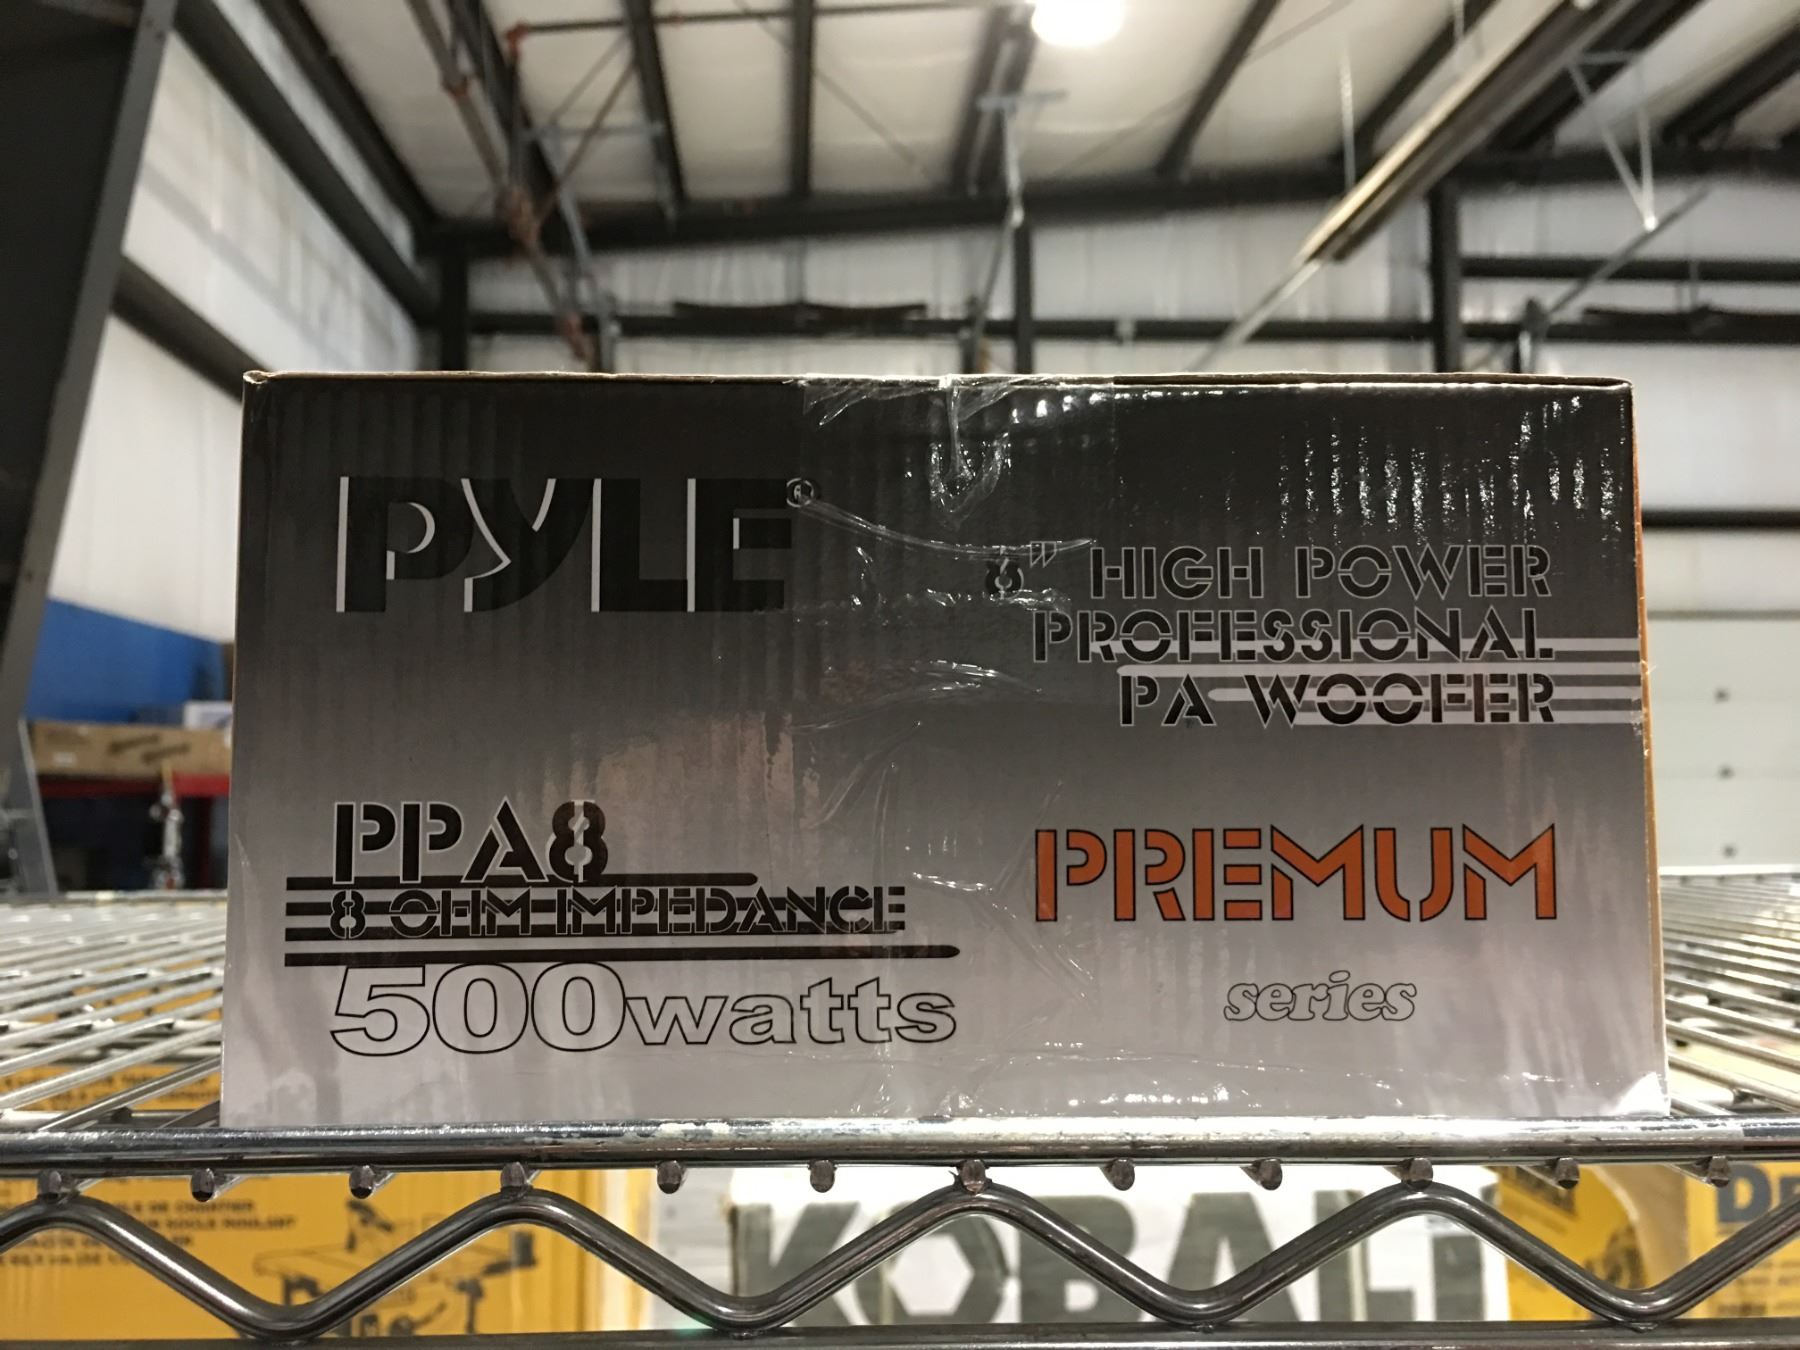 PYLE®
8" HIGH POWER
PROFESSIONAL
PA WOOFER
PPA8
8 OHM IMPEDANCE
500watts
PREMUM
series
KOBALT